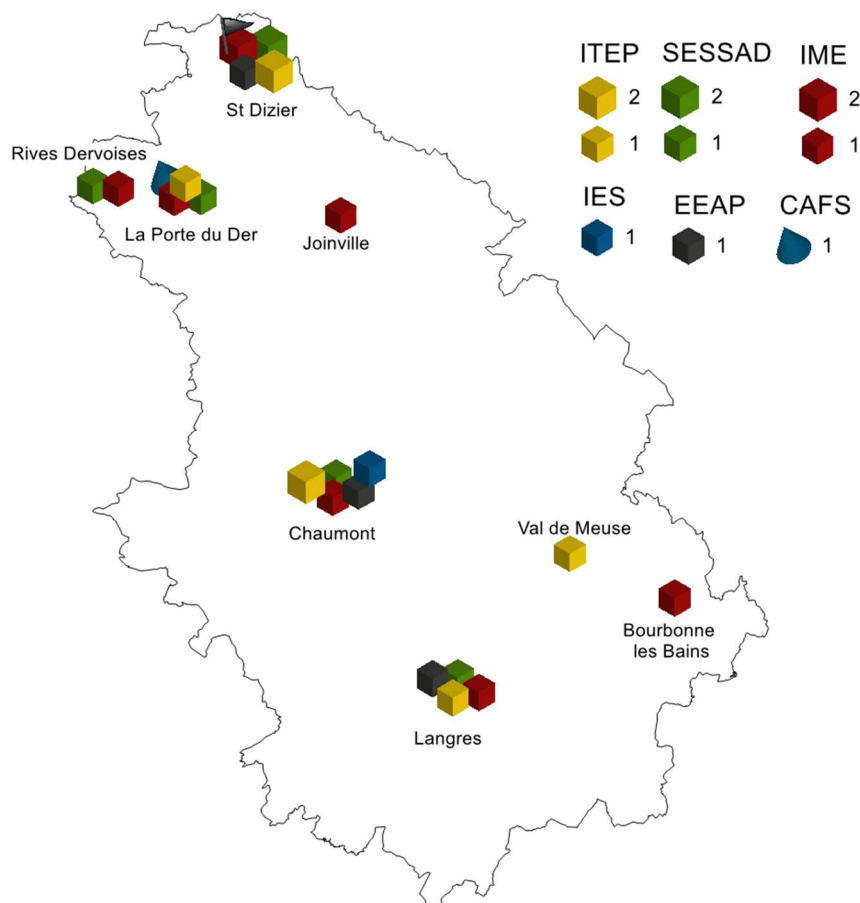 ITEP SESSAD IME
2 2 2
1 1 1
IES EEAP CAFS
1 1 1
St Dizier
Rives Dervoises
La Porte du Der
Joinville
Chaumont
Val de Meuse
Bourbonne
les Bains
Langres